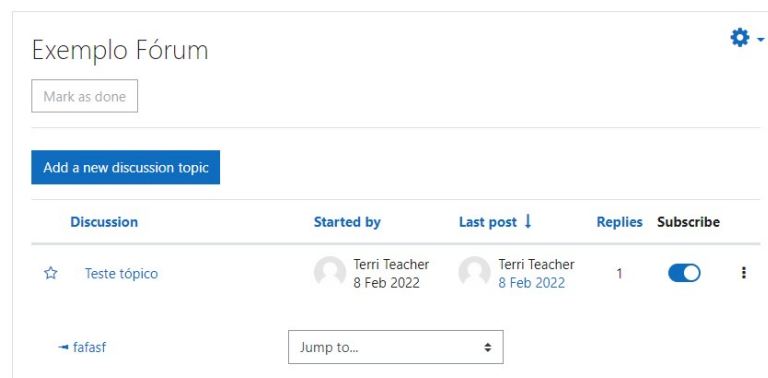 Exemplo Fórum
Mark as done
Add a new discussion topic
Discussion Started by Last post ↓ Replies Subscribe
Teste tópico Terri Teacher 8 Feb 2022 Terri Teacher 8 Feb 2022 1
◄ fafasf Jump to...